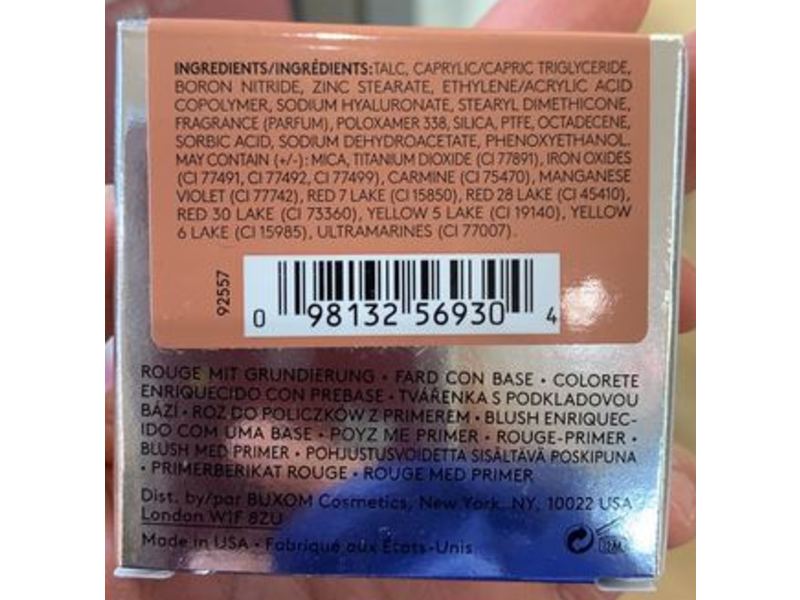 INGREDIENTS/INGRÉDIENTS:TALC, CAPRYLIC/CAPRIC TRIGLYCERIDE,
BORON NITRIDE, ZINC STEARATE, ETHYLENE/ACRYLIC ACID
COPOLYMER, SODIUM HYALURONATE, STEARYL DIMETHICONE,
FRAGRANCE (PARFUM), POLOXAMER 338, SILICA, PTFE, OCTADECENE,
SORBIC ACID, SODIUM DEHYDROACETATE, PHENOXYETHANOL.
MAY CONTAIN (+/-): MICA, TITANIUM DIOXIDE (CI 77891), IRON OXIDES
(CI 77491, CI 77492, CI 77499), CARMINE (CI 75470), MANGANESE
VIOLET (CI 77742), RED 7 LAKE (CI 15850), RED 28 LAKE (CI 45410),
RED 30 LAKE (CI 73360), YELLOW 5 LAKE (CI 19140), YELLOW
6 LAKE (CI 15985), ULTRAMARINES (CI 77007).
92557
0 98132 56930 4
ROUGE MIT GRUNDIERUNG • FARD CON BASE • COLORETE
ENRIQUECIDO CON PREBASE • TVÁŘENKA S PODKLADOVOU
BÁZÍ • ROZ DO POLICZKÓW Z PRIMEREM • BLUSH ENRIQUEC-
IDO COM UMA BASE • POYZ ME PRIMER • ROUGE-PRIMER •
BLUSH MED PRIMER • POHJUSTUSVOIDETTA SISÄLTÄVÄ POSKIPUNA
• PRIMERBERIKAT ROUGE • ROUGE MED PRIMER
Dist. by/par BUXOM Cosmetics, New York, NY, 10022 USA
London W1F 8ZU
Made in USA • Fabriqué aux États-Unis